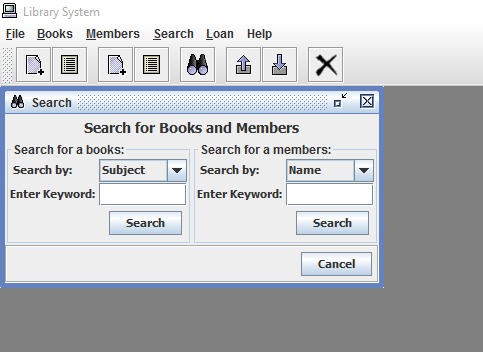 Library System
File Books Members Search Loan Help
Search
Search for Books and Members
Search for a books: Search for a members:
Search by: Subject Search by: Name
Enter Keyword: Enter Keyword:
Search Search
Cancel